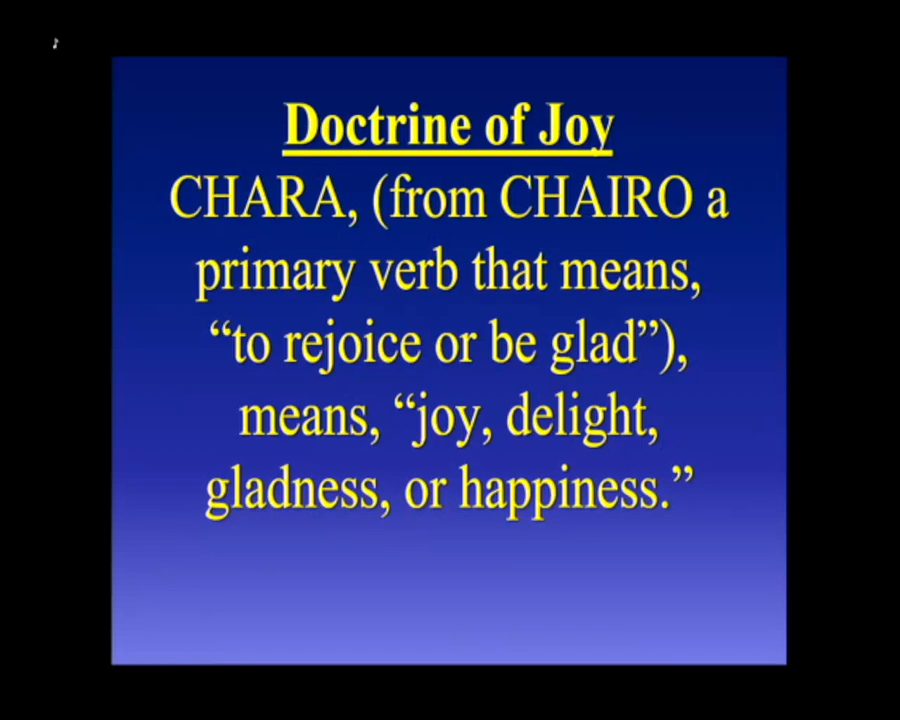 Doctrine of Joy
CHARA, (from CHAIRO a
primary verb that means,
“to rejoice or be glad”),
means, “joy, delight,
gladness, or happiness.”